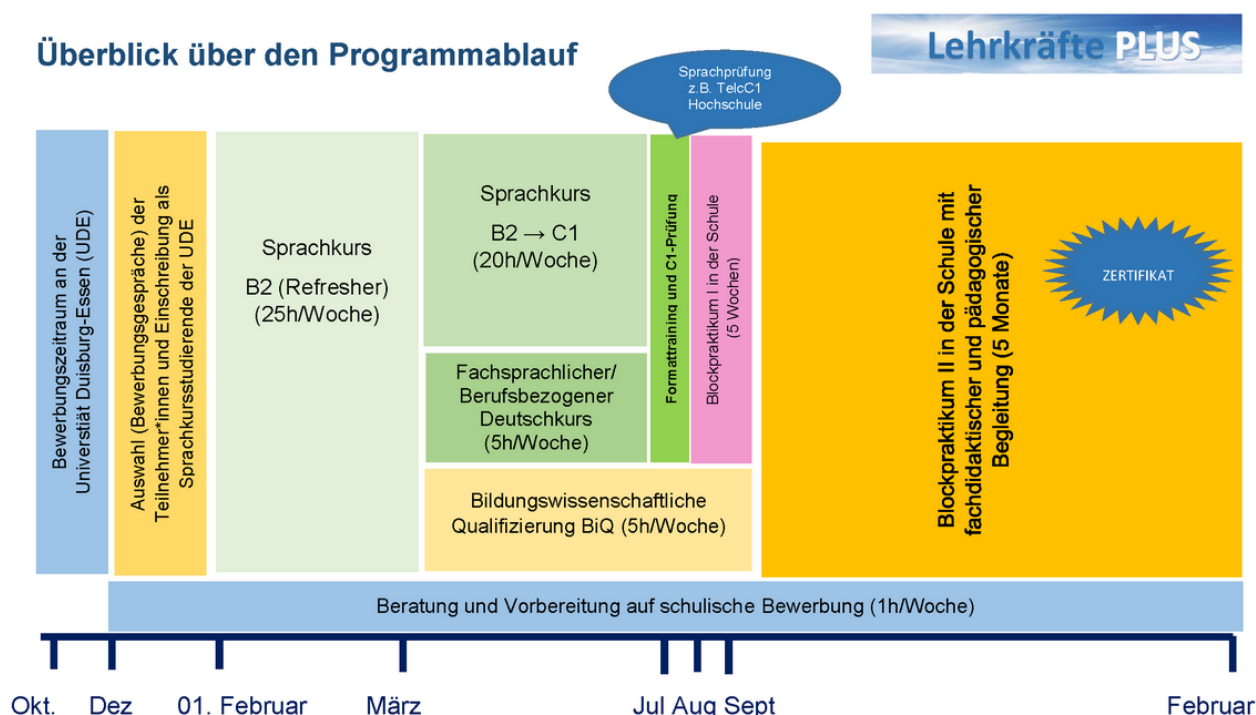 Überblick über den Programmablauf
Lehrkräfte PLUS
Sprachprüfung
z.B. TelcC1
Hochschule
Bewerbungszeitraum an der
Universtiät Duisburg-Essen (UDE)
Auswahl (Bewerbungsgespräche) der
Teilnehmer*innen und Einschreibung als
Sprachkursstudierende der UDE
Sprachkurs
B2 (Refresher)
(25h/Woche)
Sprachkurs
B2 → C1
(20h/Woche)
Fachsprachlicher/
Berufsbezogener
Deutschkurs
(5h/Woche)
Formattraining und C1-Prüfung
Blockpraktikum I in der Schule
(5 Wochen)
Bildungswissenschaftliche
Qualifizierung BiQ (5h/Woche)
Blockpraktikum II in der Schule mit
fachdidaktischer und pädagogischer
Begleitung (5 Monate)
ZERTIFIKAT
Beratung und Vorbereitung auf schulische Bewerbung (1h/Woche)
Okt. Dez 01. Februar März Jul Aug Sept Februar